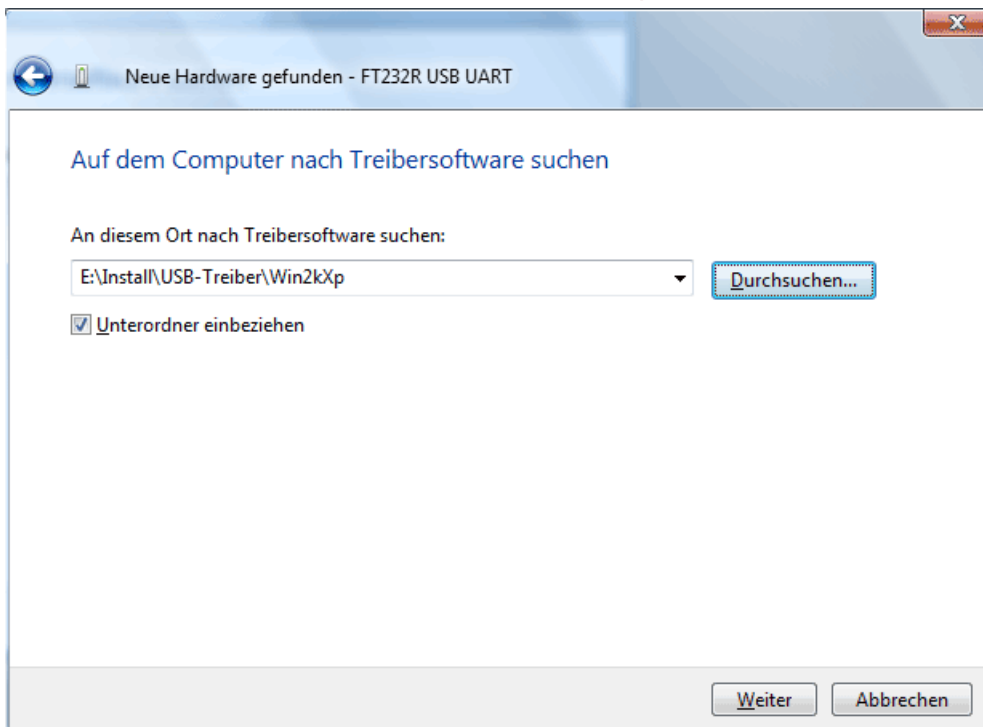 Neue Hardware gefunden - FT232R USB UART
Auf dem Computer nach Treibersoftware suchen
An diesem Ort nach Treibersoftware suchen:
E:\Install\USB-Treiber\Win2kXp
Durchsuchen...
Unterordner einbeziehen
Weiter
Abbrechen